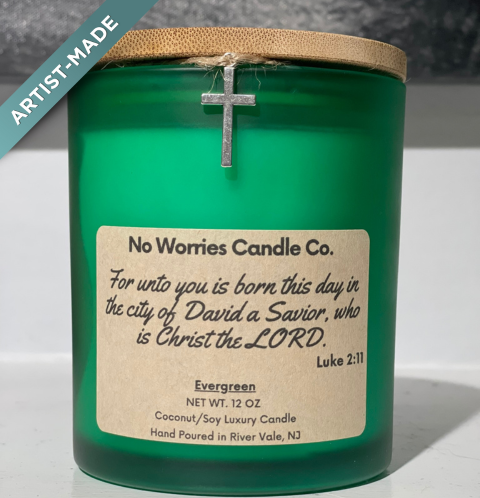 ARTIST-MADE
No Worries Candle Co.
For unto you is born this day in
the city of David a Savior, who
is Christ the LORD.
Luke 2:11
Evergreen
NET WT. 12 OZ
Coconut/Soy Luxury Candle
Hand Poured in River Vale, NJ